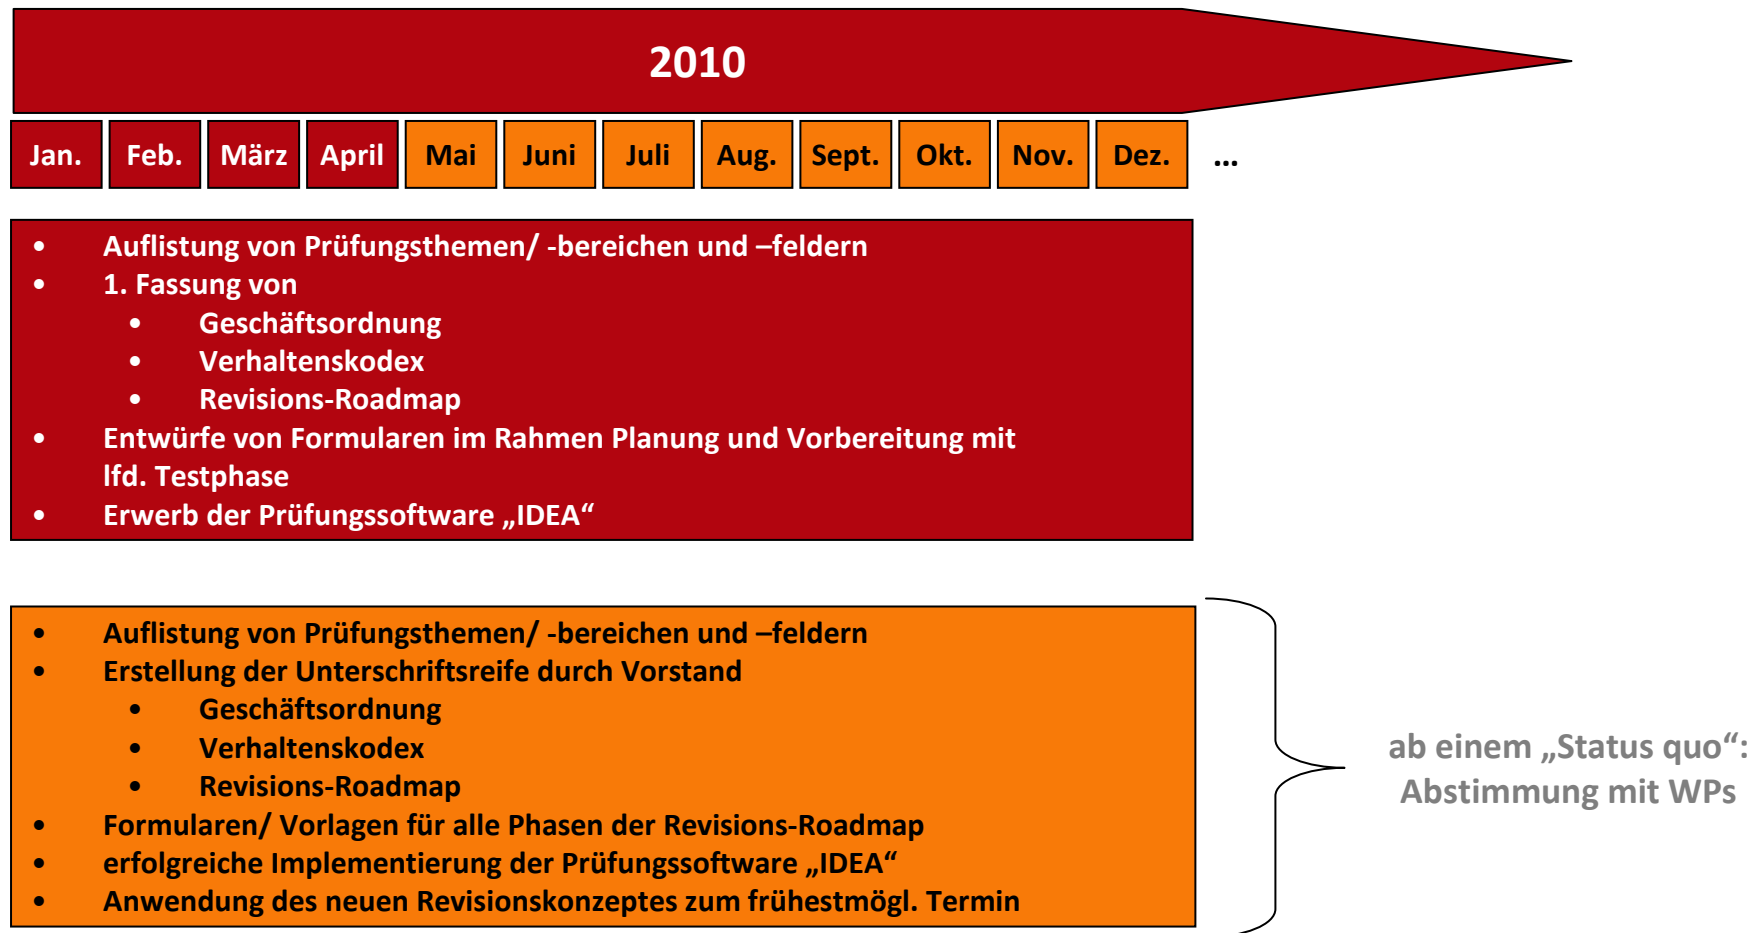 2010
Jan. Feb. März April Mai Juni Juli Aug. Sept. Okt. Nov. Dez. ...
• Auflistung von Prüfungsthemen/ -bereichen und –feldern
• 1. Fassung von
• Geschäftsordnung
• Verhaltenskodex
• Revisions-Roadmap
• Entwürfe von Formularen im Rahmen Planung und Vorbereitung mit
lfd. Testphase
• Erwerb der Prüfungssoftware „IDEA“
• Auflistung von Prüfungsthemen/ -bereichen und –feldern
• Erstellung der Unterschriftsreife durch Vorstand
• Geschäftsordnung
• Verhaltenskodex
• Revisions-Roadmap
• Formularen/ Vorlagen für alle Phasen der Revisions-Roadmap
• erfolgreiche Implementierung der Prüfungssoftware „IDEA“
• Anwendung des neuen Revisionskonzeptes zum frühestmögl. Termin
ab einem „Status quo“:
Abstimmung mit WPs